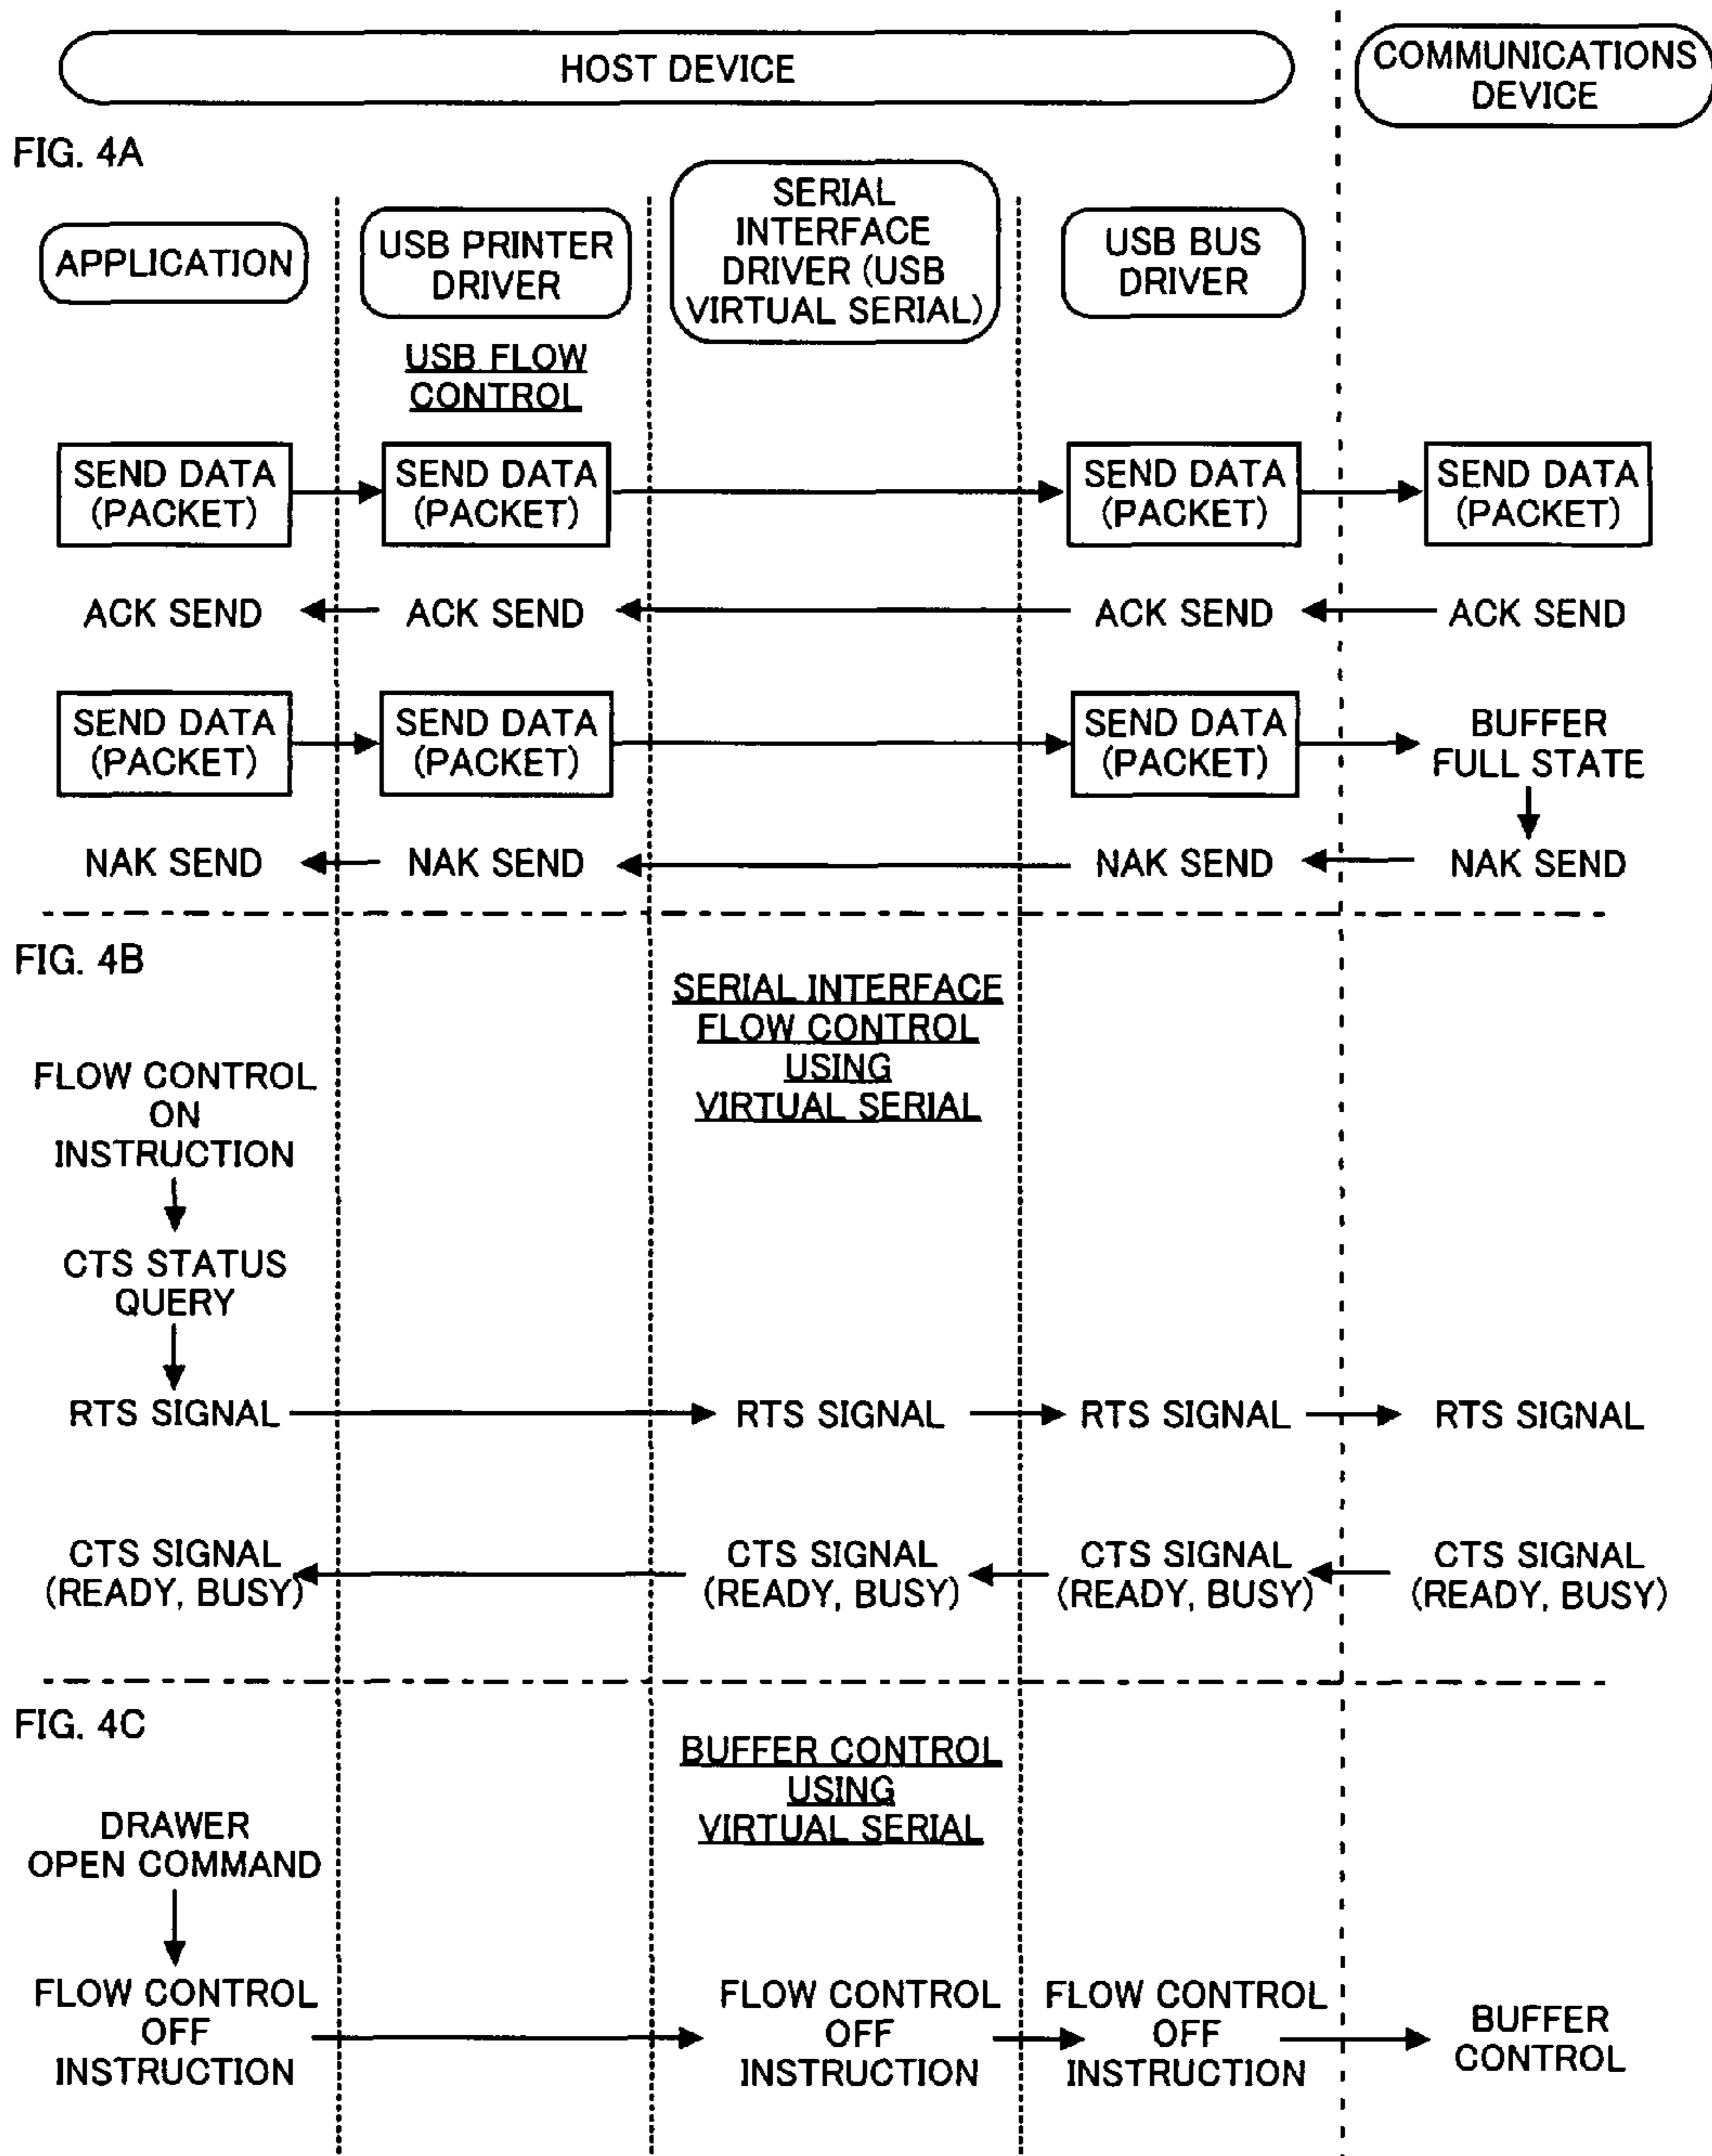 HOST DEVICE
COMMUNICATIONS
DEVICE
FIG. 4A
APPLICATION
USB PRINTER
DRIVER
SERIAL
INTERFACE
DRIVER (USB
VIRTUAL SERIAL)
USB BUS
DRIVER
USB FLOW
CONTROL
SEND DATA
(PACKET)
SEND DATA
(PACKET)
SEND DATA
(PACKET)
SEND DATA
(PACKET)
ACK SEND
ACK SEND
ACK SEND
ACK SEND
SEND DATA
(PACKET)
SEND DATA
(PACKET)
SEND DATA
(PACKET)
BUFFER
FULL STATE
NAK SEND
NAK SEND
NAK SEND
NAK SEND
FIG. 4B
SERIAL INTERFACE
FLOW CONTROL
USING
VIRTUAL SERIAL
FLOW CONTROL
ON
INSTRUCTION
CTS STATUS
QUERY
RTS SIGNAL
RTS SIGNAL
RTS SIGNAL
RTS SIGNAL
CTS SIGNAL
(READY, BUSY)
CTS SIGNAL
(READY, BUSY)
CTS SIGNAL
(READY, BUSY)
CTS SIGNAL
(READY, BUSY)
FIG. 4C
BUFFER CONTROL
USING
VIRTUAL SERIAL
DRAWER
OPEN COMMAND
FLOW CONTROL
OFF
INSTRUCTION
FLOW CONTROL
OFF
INSTRUCTION
FLOW CONTROL
OFF
INSTRUCTION
BUFFER
CONTROL